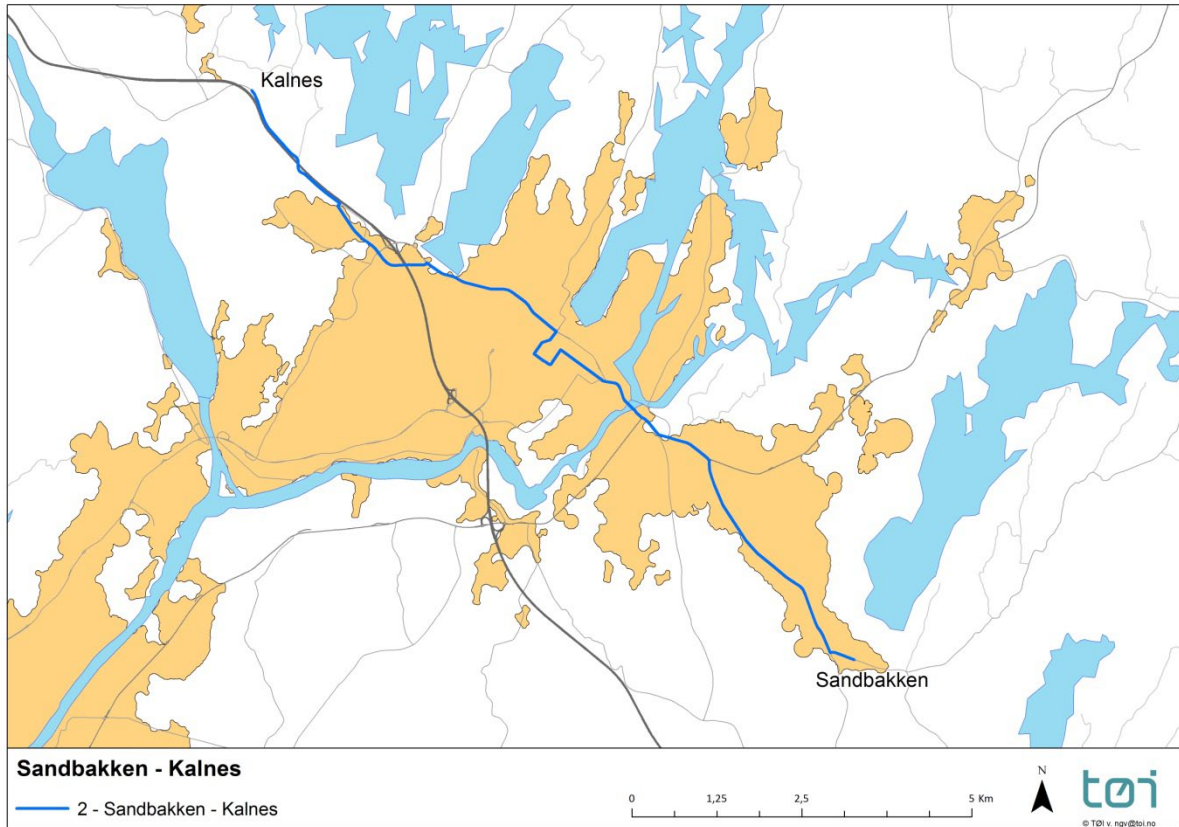 Kalnes
Sandbakken
Sandbakken - Kalnes
2 - Sandbakken - Kalnes
0 1,25 2,5 5 Km
N
tøi
© TØI v. ngv@toi.no